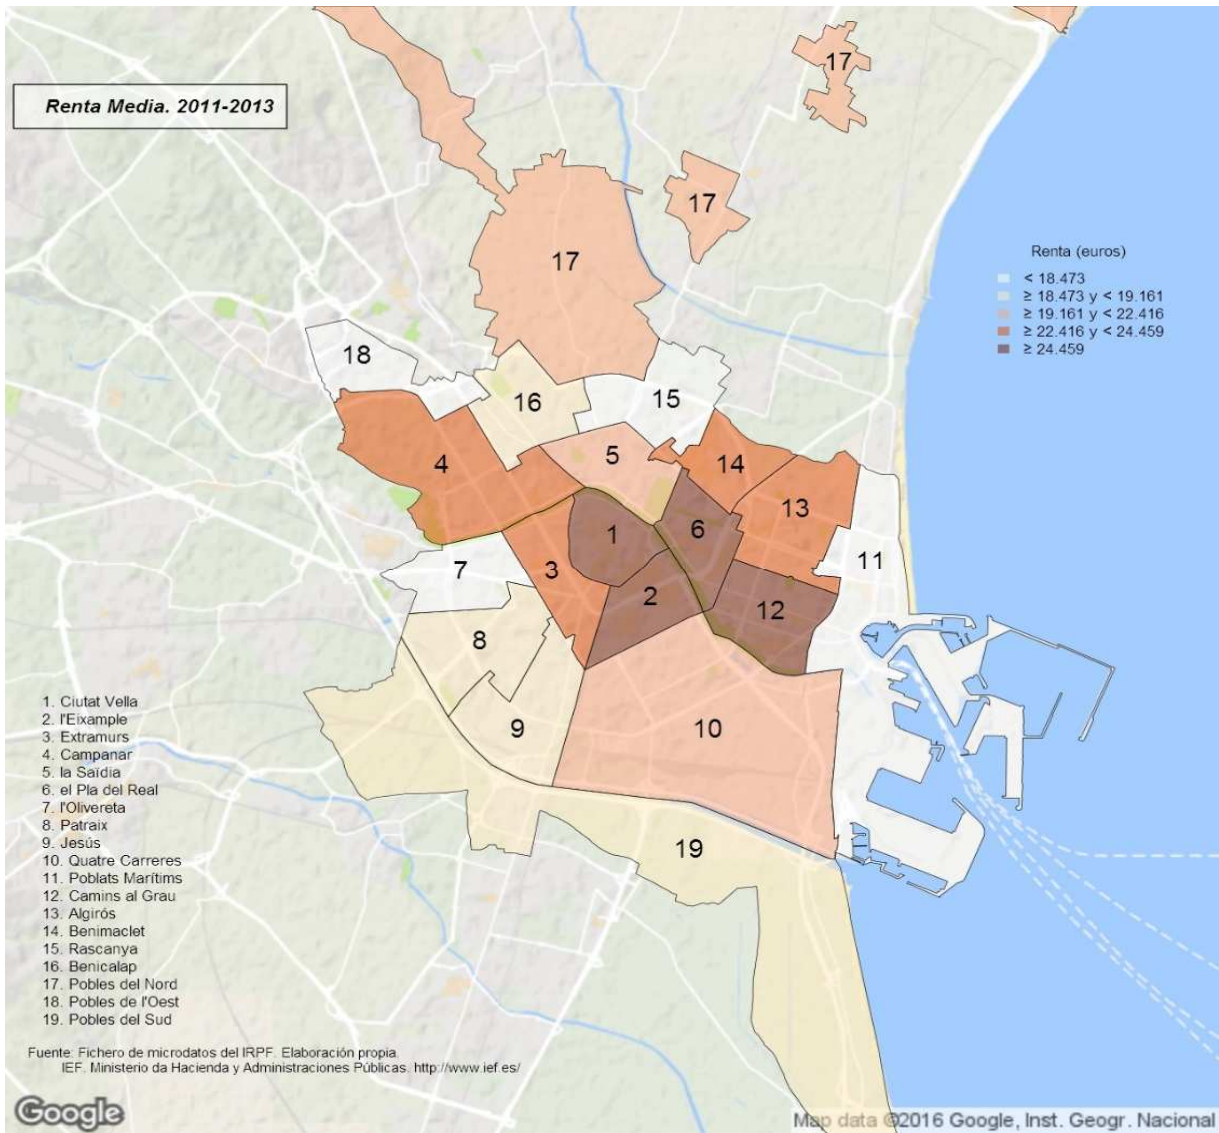 Renta Media. 2011-2013
17
17
17
Renta (euros)
< 18.473
≥ 18.473 y < 19.161
≥ 19.161 y < 22.416
≥ 22.416 y < 24.459
≥ 24.459
18
16
15
5
4
14
13
6
1
11
7
3
2
12
8
9
10
19
1. Ciutat Vella
2. l'Eixample
3. Extramurs
4. Campanar
5. la Saïdia
6. el Pla del Real
7. l'Olivereta
8. Patraix
9. Jesús
10. Quatre Carreres
11. Poblats Marítims
12. Camins al Grau
13. Algirós
14. Benimaclet
15. Rascanya
16. Benicalap
17. Pobles del Nord
18. Pobles de l'Oest
19. Pobles del Sud
Fuente: Fichero de microdatos del IRPF. Elaboración propia.
IEF. Ministerio da Hacienda y Administraciones Públicas. http://www.ief.es/
Google
Map data ©2016 Google, Inst. Geogr. Nacional